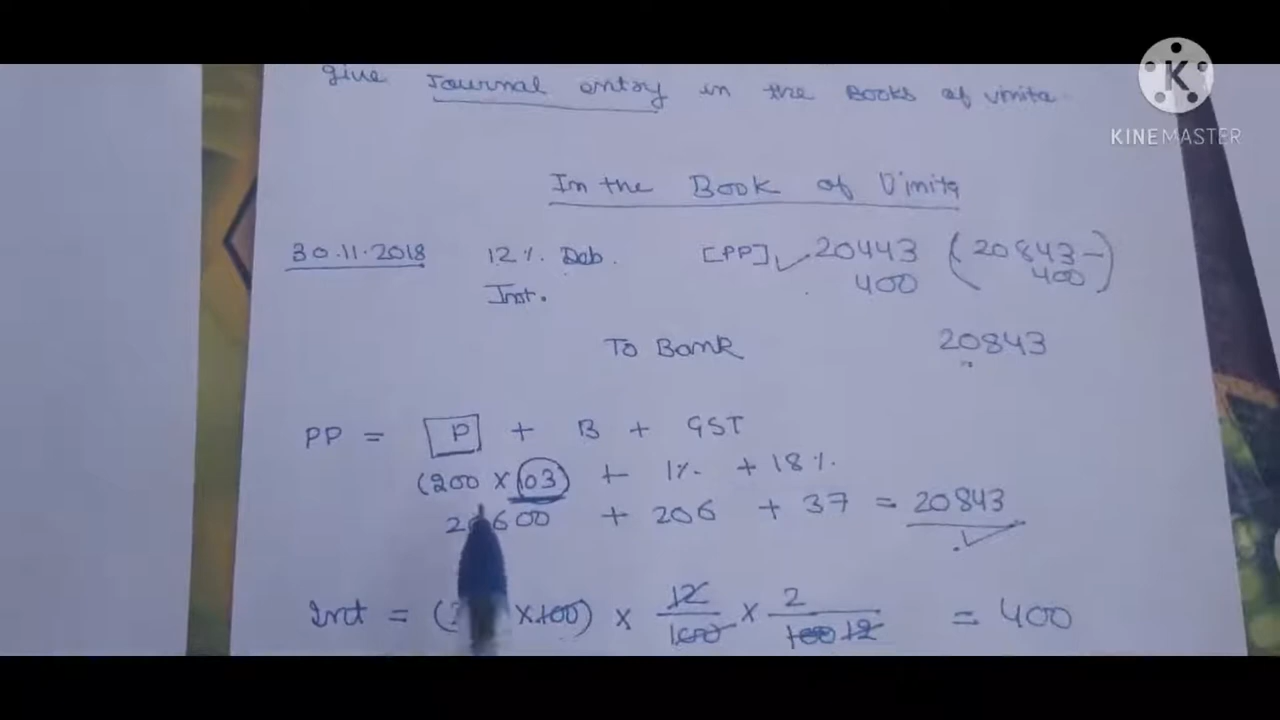 give Journal entry in the Books of vinita
K
KINEMASTER
In the Book of Vinita
30.11.2018 12%. Deb. [PP] ✓ 20443 (20843-
Int. 400 400)
To Bank 20843
PP = P + B + GST
(200 × 103 + 1%. + 18%.
20600 + 206 + 37 = 20843 ✓
Int = ( ×100) × 12/100 × 2/12 = 400